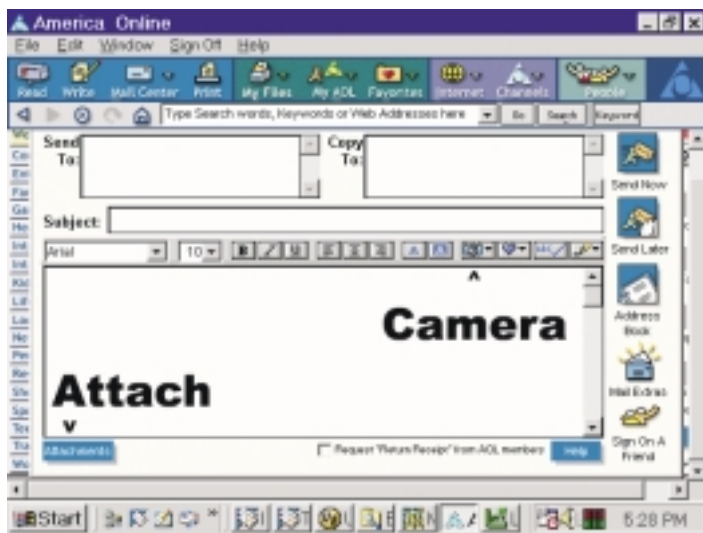 America Online
File Edit Window Sign Off Help
Read Write Mail Center Print My Files My AOL Favorites Internet Channels People
Type Search words, Keywords or Web Addresses here Go Search Keyword
Send To: Copy To:
Send Now
Subject:
Arial 10 B I U
Send Later
^
Camera
Address Book
Attach
v
Mail Extras
Attachments Request "Return Receipt" from AOL members Help
Sign On A Friend
Start 5:28 PM